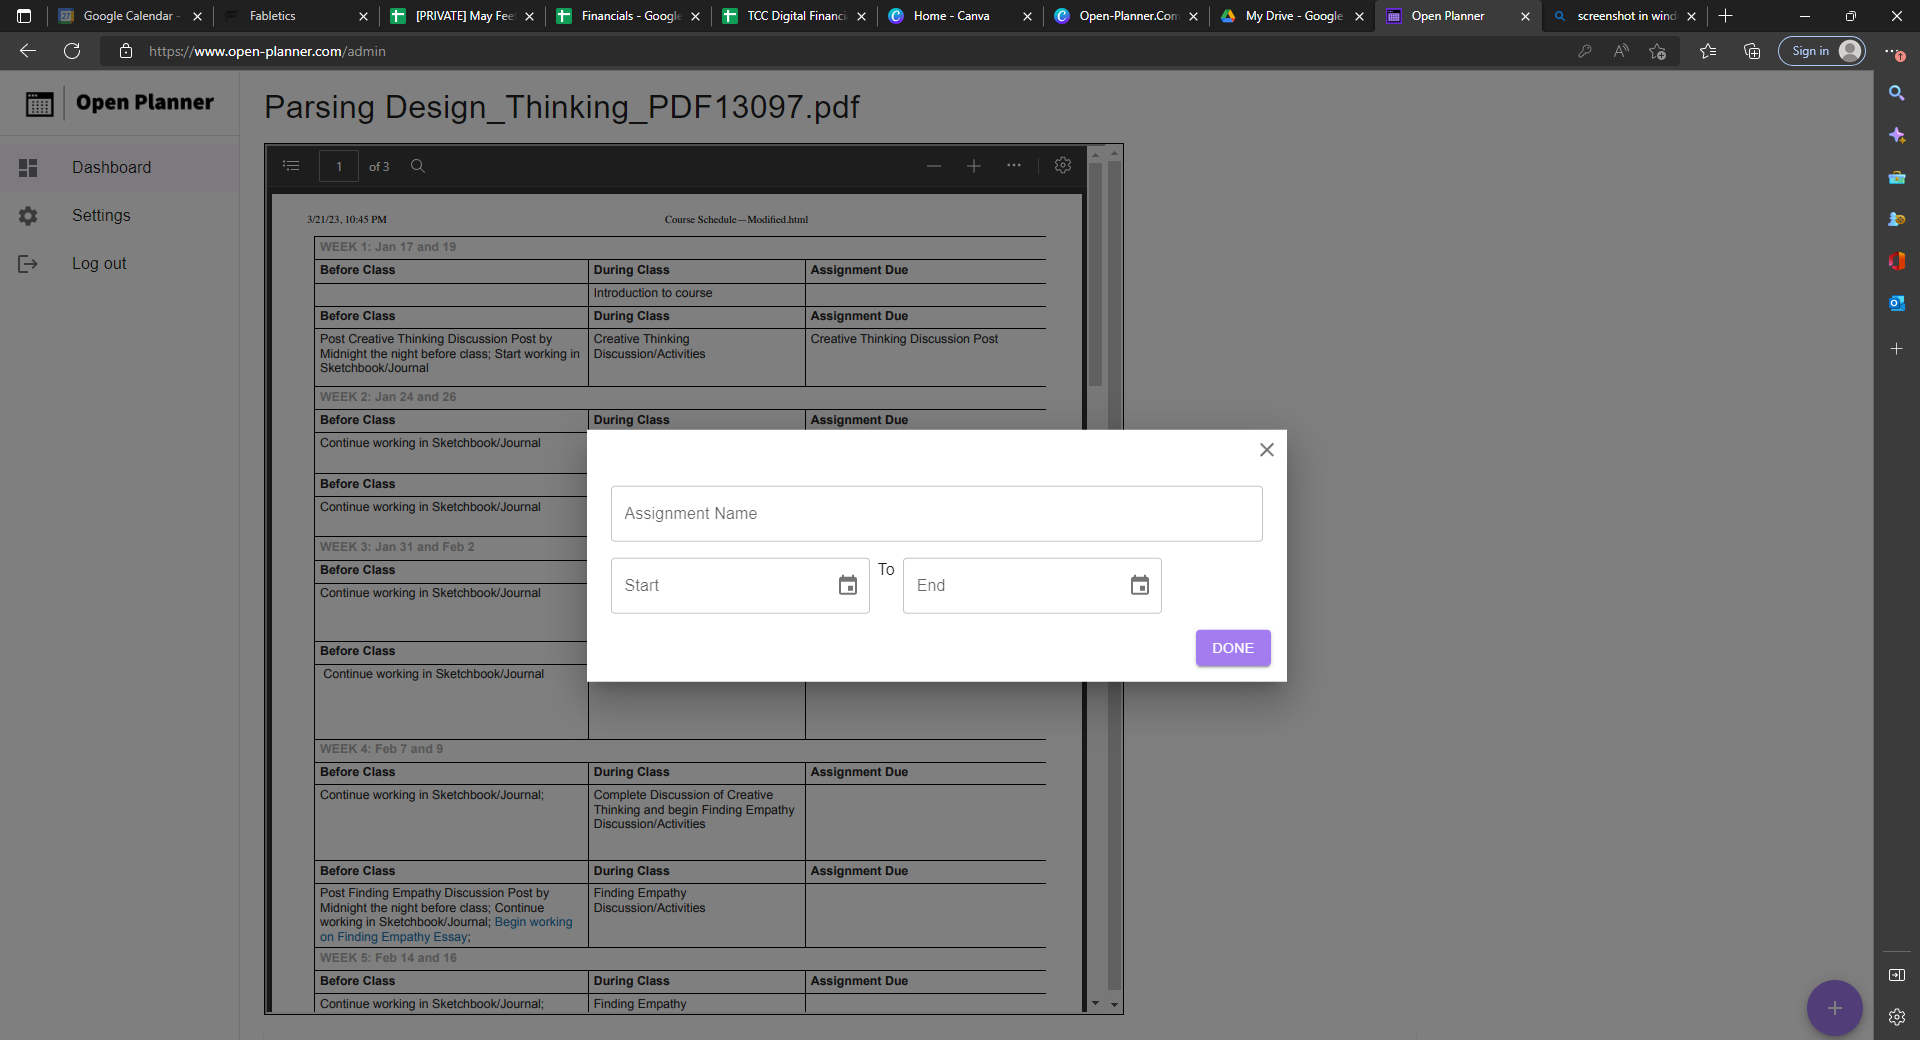 Google Calendar -
Fabletics
[PRIVATE] May Fee
Financials - Google
TCC Digital Financi
Home - Canva
Open-Planner.Com
My Drive - Google
Open Planner
screenshot in wind
https://www.open-planner.com/admin
Sign in
Open Planner
Dashboard
Settings
Log out
Parsing Design_Thinking_PDF13097.pdf
1 of 3
3/21/23, 10:45 PM
Course Schedule — Modified.html
WEEK 1: Jan 17 and 19
Before Class During Class Assignment Due
Introduction to course
Before Class During Class Assignment Due
Post Creative Thinking Discussion Post by
Midnight the night before class; Start working in
Sketchbook/Journal
Creative Thinking
Discussion/Activities
Creative Thinking Discussion Post
WEEK 2: Jan 24 and 26
Before Class During Class Assignment Due
Continue working in Sketchbook/Journal
Before Class
Continue working in Sketchbook/Journal
WEEK 3: Jan 31 and Feb 2
Before Class
Continue working in Sketchbook/Journal
Before Class
Continue working in Sketchbook/Journal
Assignment Name
Start
To
End
DONE
WEEK 4: Feb 7 and 9
Before Class During Class Assignment Due
Continue working in Sketchbook/Journal;
Complete Discussion of Creative
Thinking and begin Finding Empathy
Discussion/Activities
Before Class During Class Assignment Due
Post Finding Empathy Discussion Post by
Midnight the night before class; Continue
working in Sketchbook/Journal; Begin working
on Finding Empathy Essay;
Finding Empathy
Discussion/Activities
WEEK 5: Feb 14 and 16
Before Class During Class Assignment Due
Continue working in Sketchbook/Journal;
Finding Empathy